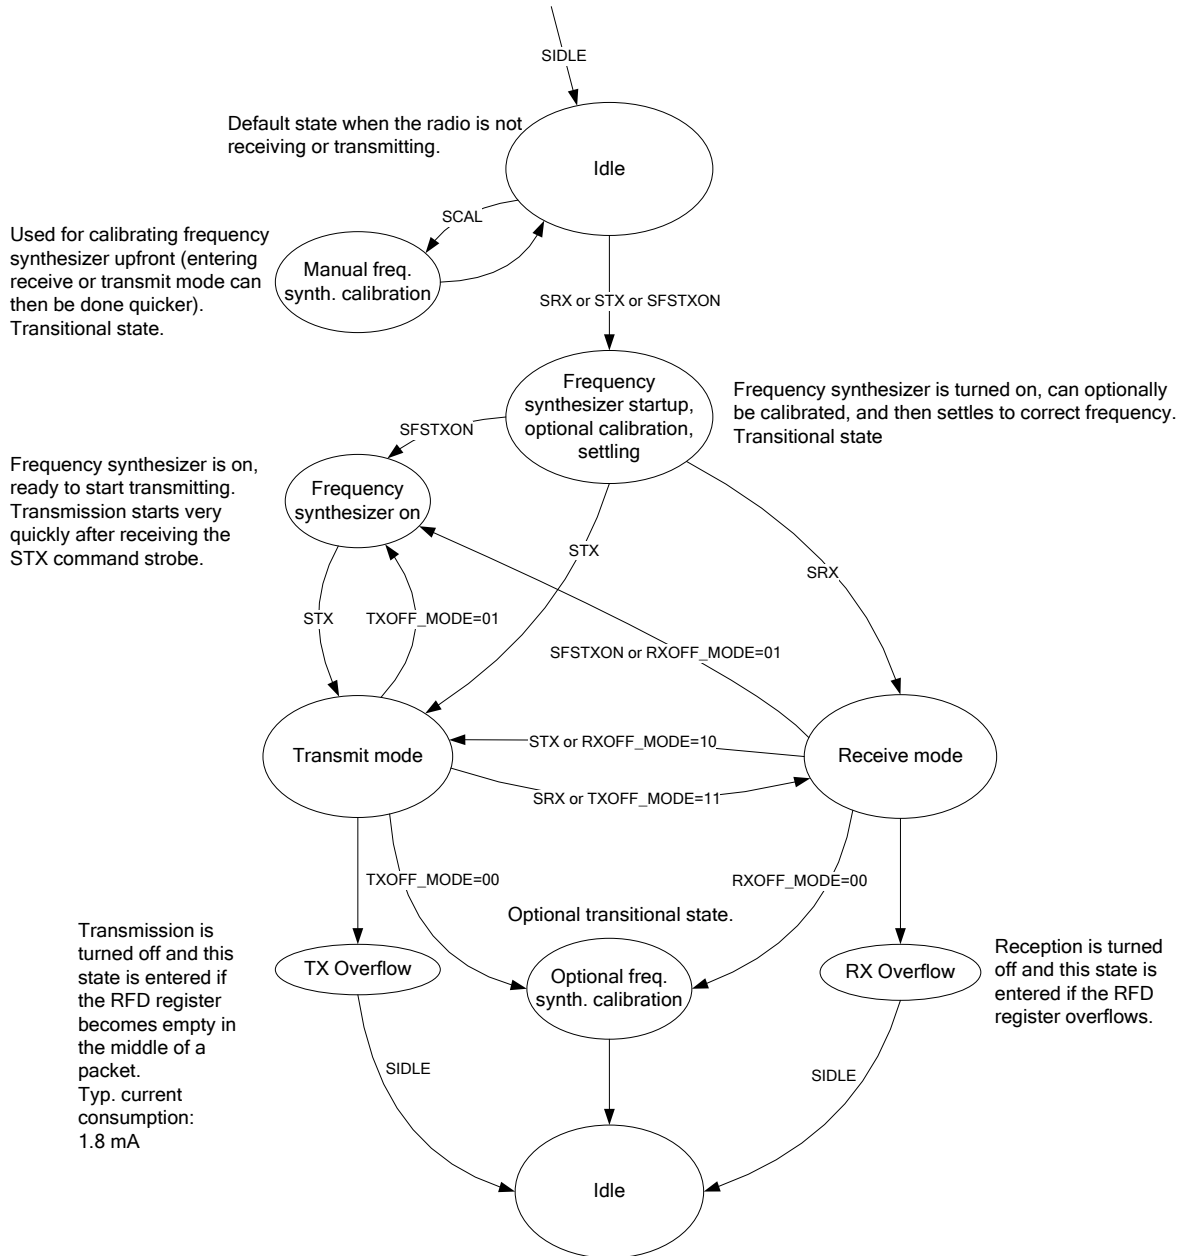 SIDLE
Default state when the radio is not
receiving or transmitting.
Idle
SCAL
Used for calibrating frequency
synthesizer upfront (entering
receive or transmit mode can
then be done quicker).
Transitional state.
Manual freq.
synth. calibration
SRX or STX or SFSTXON
Frequency
synthesizer startup,
optional calibration,
settling
Frequency synthesizer is turned on, can optionally
be calibrated, and then settles to correct frequency.
Transitional state
SFSTXON
Frequency synthesizer is on,
ready to start transmitting.
Transmission starts very
quickly after receiving the
STX command strobe.
Frequency
synthesizer on
STX
SRX
STX
TXOFF_MODE=01
SFSTXON or RXOFF_MODE=01
Transmit mode
STX or RXOFF_MODE=10
Receive mode
SRX or TXOFF_MODE=11
TXOFF_MODE=00
RXOFF_MODE=00
Optional transitional state.
Transmission is
turned off and this
state is entered if
the RFD register
becomes empty in
the middle of a
packet.
Typ. current
consumption:
1.8 mA
TX Overflow
Optional freq.
synth. calibration
RX Overflow
Reception is turned
off and this state is
entered if the RFD
register overflows.
SIDLE
SIDLE
Idle